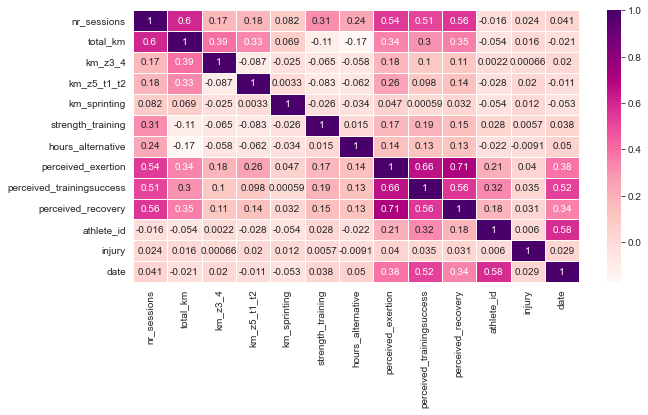 nr_sessions 1 0.6 0.17 0.18 0.082 0.31 0.24 0.54 0.51 0.56 -0.016 0.024 0.041
total_km 0.6 1 0.39 0.33 0.069 -0.11 -0.17 0.34 0.3 0.35 -0.054 0.016 -0.021
km_z3_4 0.17 0.39 1 -0.087 -0.025 -0.065 -0.058 0.18 0.1 0.11 0.0022 0.00066 0.02
km_z5_t1_t2 0.18 0.33 -0.087 1 0.0033 -0.083 -0.062 0.26 0.098 0.14 -0.028 0.02 -0.011
km_sprinting 0.082 0.069 -0.025 0.0033 1 -0.026 -0.034 0.047 0.00059 0.032 -0.054 0.012 -0.053
strength_training 0.31 -0.11 -0.065 -0.083 -0.026 1 0.015 0.17 0.19 0.15 0.028 0.0057 0.038
hours_alternative 0.24 -0.17 -0.058 -0.062 -0.034 0.015 1 0.14 0.13 0.13 -0.022 -0.0091 0.05
perceived_exertion 0.54 0.34 0.18 0.26 0.047 0.17 0.14 1 0.66 0.71 0.21 0.04 0.38
perceived_trainingsuccess 0.51 0.3 0.1 0.098 0.00059 0.19 0.13 0.66 1 0.56 0.32 0.035 0.52
perceived_recovery 0.56 0.35 0.11 0.14 0.032 0.15 0.13 0.71 0.56 1 0.18 0.031 0.34
athlete_id -0.016 -0.054 0.0022 -0.028 -0.054 0.028 -0.022 0.21 0.32 0.18 1 0.006 0.58
injury 0.024 0.016 0.00066 0.02 0.012 0.0057 -0.0091 0.04 0.035 0.031 0.006 1 0.029
date 0.041 -0.021 0.02 -0.011 -0.053 0.038 0.05 0.38 0.52 0.34 0.58 0.029 1
nr_sessions
total_km
km_z3_4
km_z5_t1_t2
km_sprinting
strength_training
hours_alternative
perceived_exertion
perceived_trainingsuccess
perceived_recovery
athlete_id
injury
date
1.0
0.8
0.6
0.4
0.2
0.0